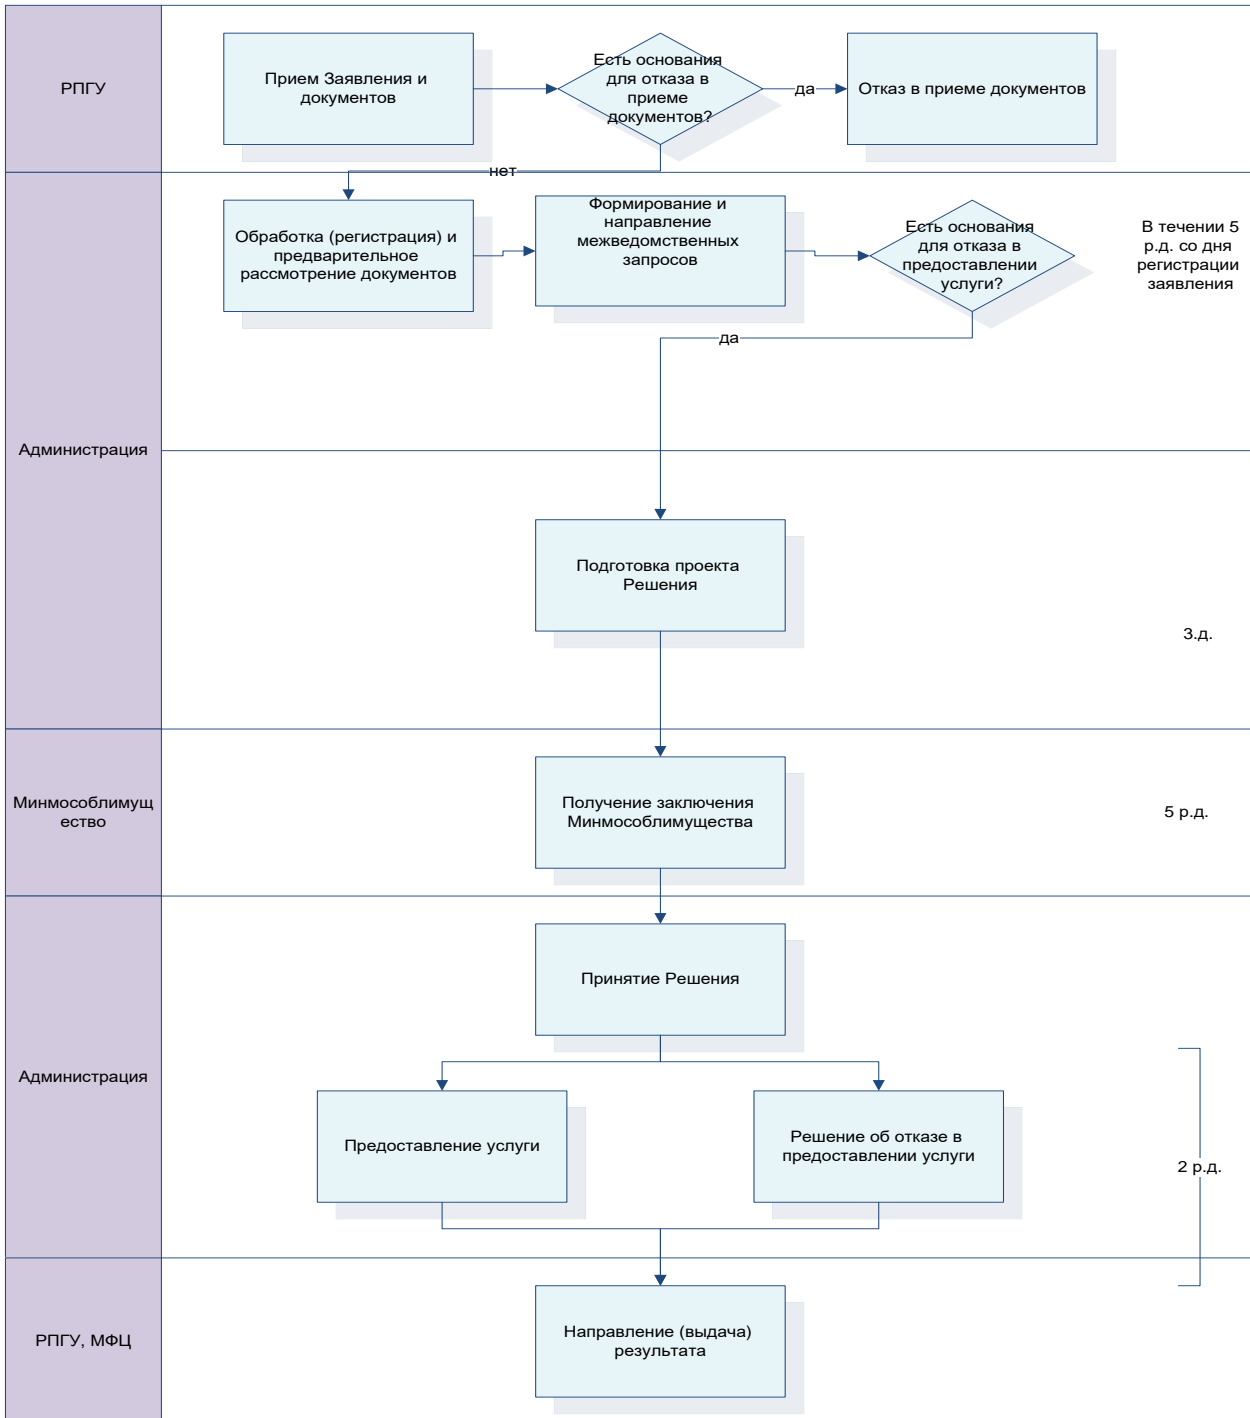 РПГУ
Прием Заявления и
документов
Есть основания
для отказа в
приеме
документов?
да
Отказ в приеме документов
нет
Администрация
Обработка (регистрация) и
предварительное
рассмотрение документов
Формирование и
направление
межведомственных
запросов
Есть основания
для отказа в
предоставлении
услуги?
В течении 5
р.д. со дня
регистрации
заявления
да
Подготовка проекта
Решения
3.д.
Минмособлимущ
ество
Получение заключения
Минмособлимущества
5 р.д.
Администрация
Принятие Решения
Предоставление услуги
Решение об отказе в
предоставлении услуги
2 р.д.
РПГУ, МФЦ
Направление (выдача)
результата